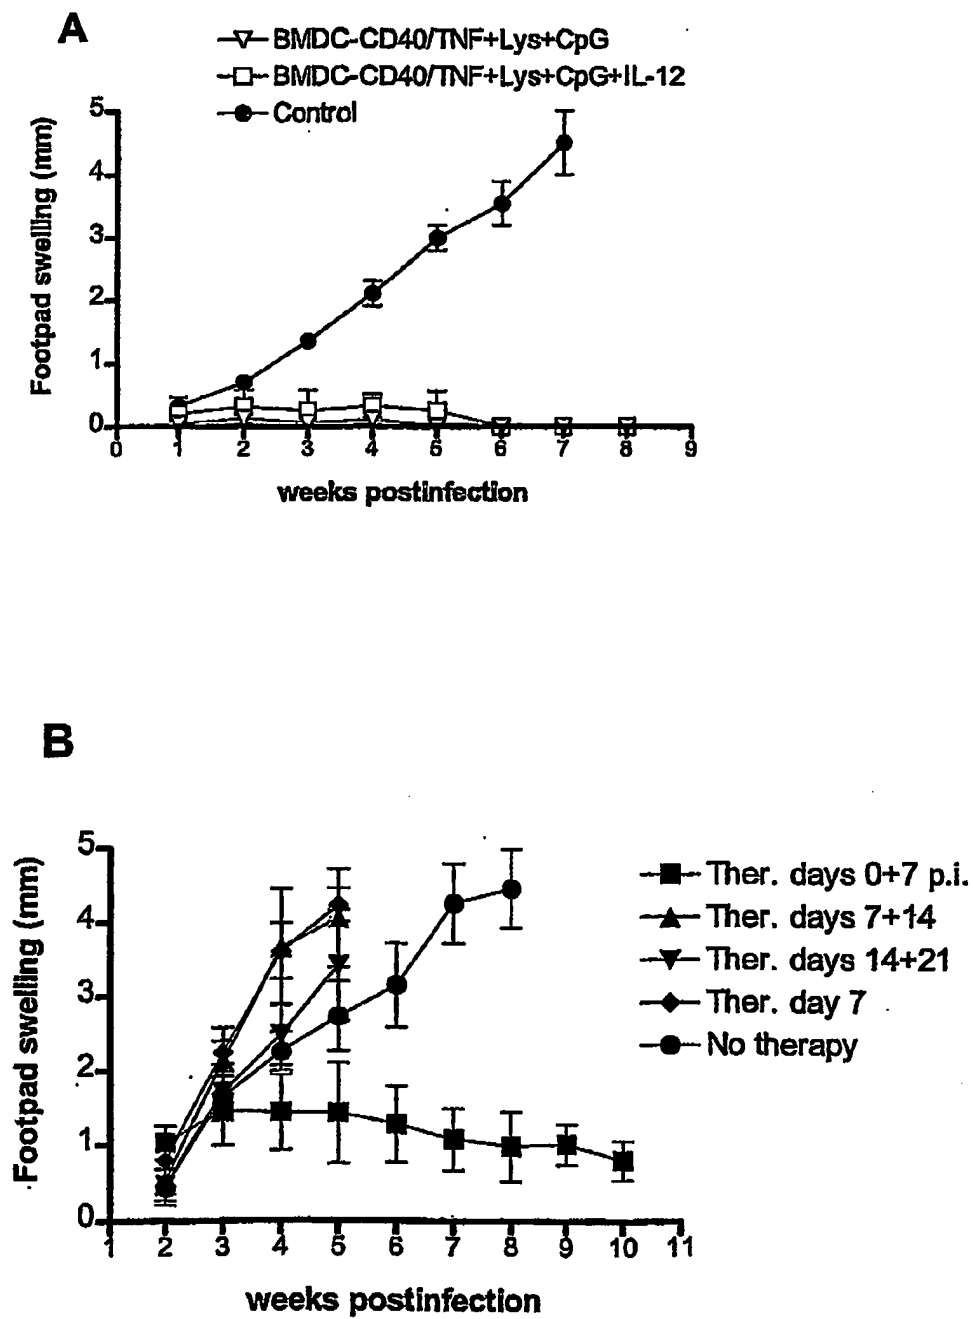 A
BMDC-CD40/TNF+Lys+CpG
BMDC-CD40/TNF+Lys+CpG+IL-12
Control
Footpad swelling (mm)
5
4
3
2
1
0
0 1 2 3 4 5 6 7 8 9
weeks postinfection
B
Footpad swelling (mm)
5
4
3
2
1
0
Ther. days 0+7 p.i.
Ther. days 7+14
Ther. days 14+21
Ther. day 7
No therapy
1 2 3 4 5 6 7 8 9 10 11
weeks postinfection